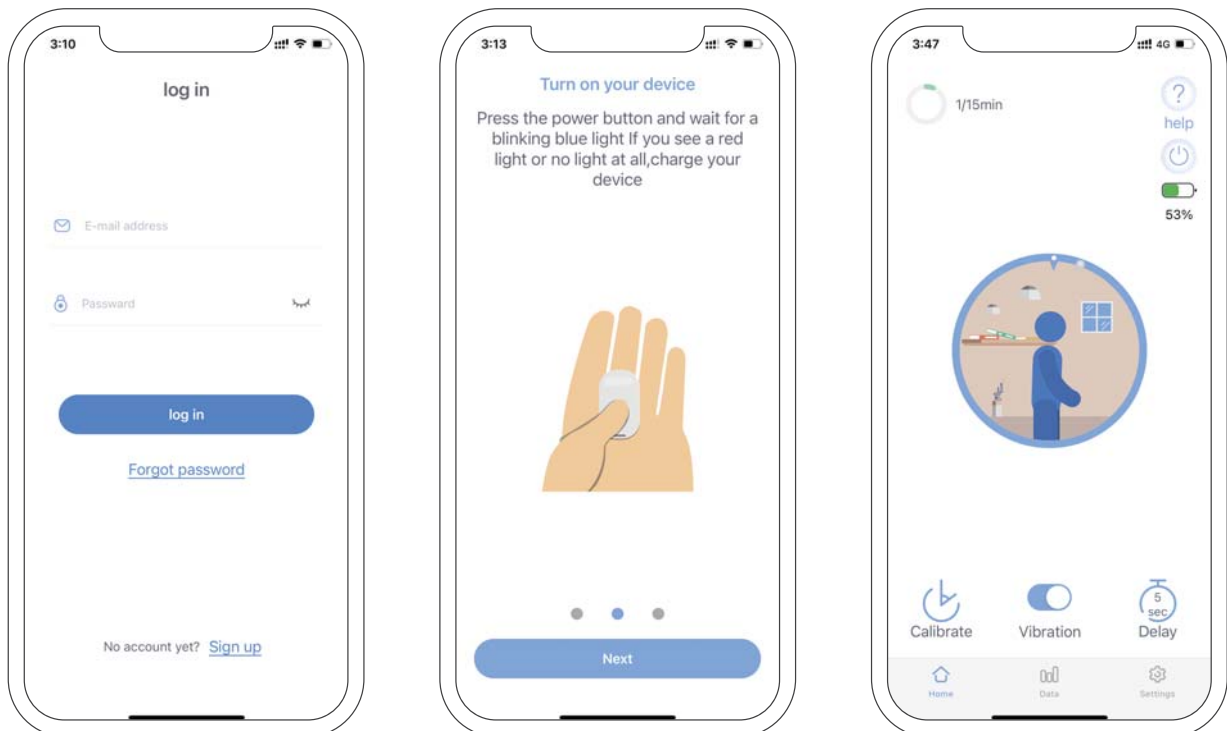 3:10
log in
E-mail address
Password
log in
Forgot password
No account yet? Sign up
3:13
Turn on your device
Press the power button and wait for a
blinking blue light If you see a red
light or no light at all,charge your
device
Next
3:47
4G
1/15min
help
53%
5
sec
Calibrate
Vibration
Delay
Home
Data
Settings